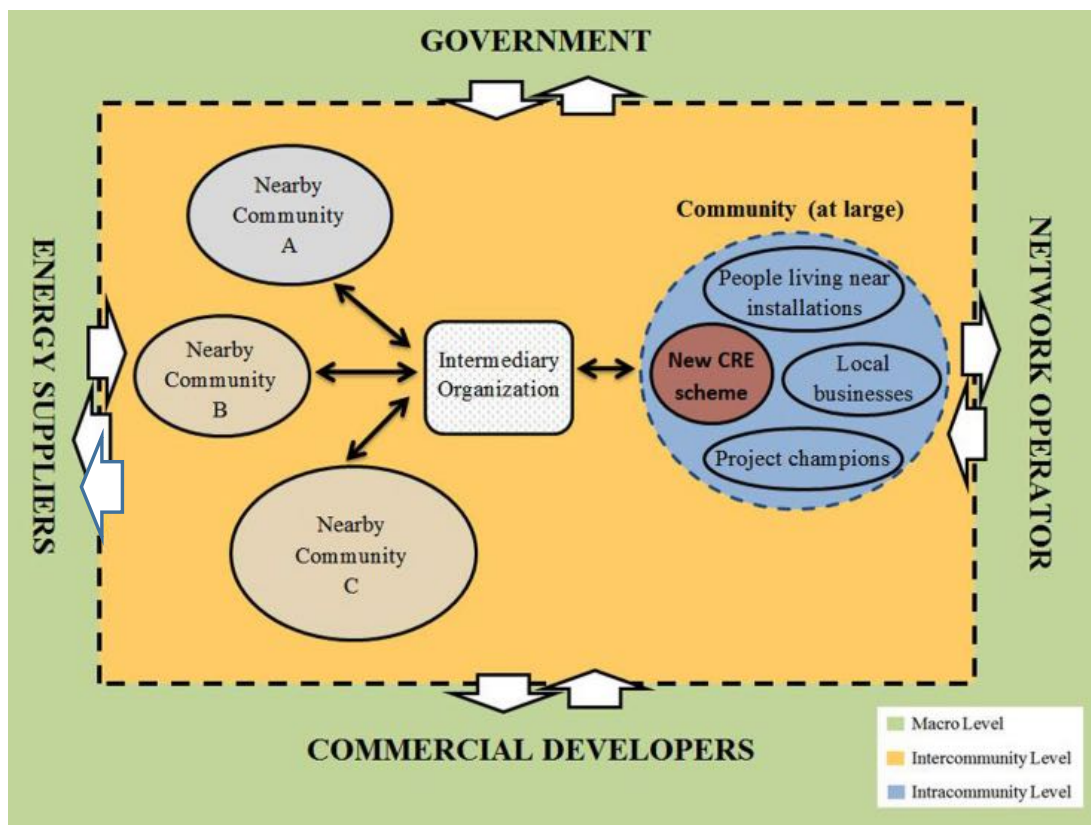 GOVERNMENT
Nearby
Community
A
Community (at large)
People living near
installations
ENERGY SUPPLIERS
NETWORK OPERATOR
Nearby
Community
B
Intermediary
Organization
New CRE
scheme
Local
businesses
Project champions
Nearby
Community
C
COMMERCIAL DEVELOPERS
Macro Level
Intercommunity Level
Intracommunity Level